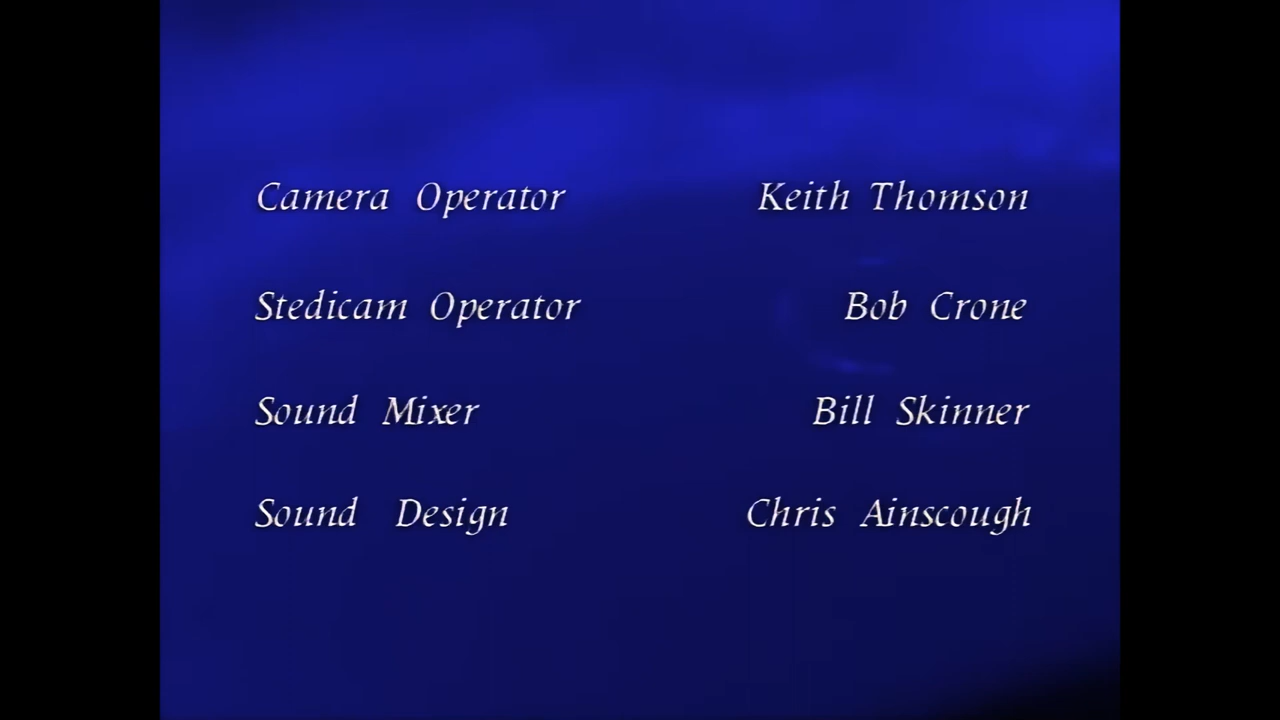 Camera Operator Keith Thomson
Stedicam Operator Bob Crone
Sound Mixer Bill Skinner
Sound Design Chris Ainscough